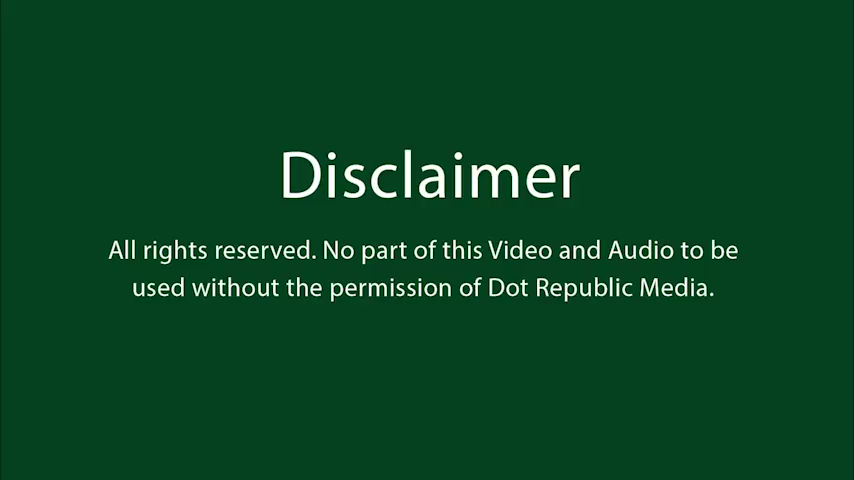 Disclaimer
All rights reserved. No part of this Video and Audio to be
used without the permission of Dot Republic Media.